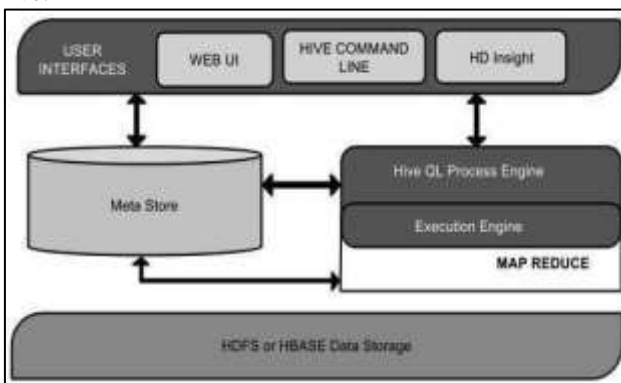 USER
INTERFACES
WEB UI
HIVE COMMAND
LINE
HD Insight
Meta Store
Hive QL Process Engine
Execution Engine
MAP REDUCE
HDFS or HBASE Data Storage